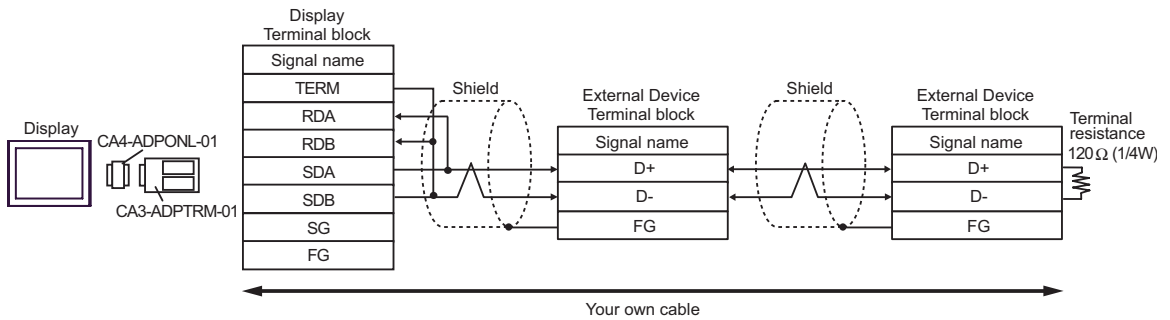 Display
CA4-ADPONL-01
CA3-ADPTRM-01
Display
Terminal block
Signal name
TERM
RDA
RDB
SDA
SDB
SG
FG
Shield
External Device
Terminal block
Signal name
D+
D-
FG
Shield
External Device
Terminal block
Signal name
D+
D-
FG
Terminal
resistance
120Ω (1/4W)
Your own cable